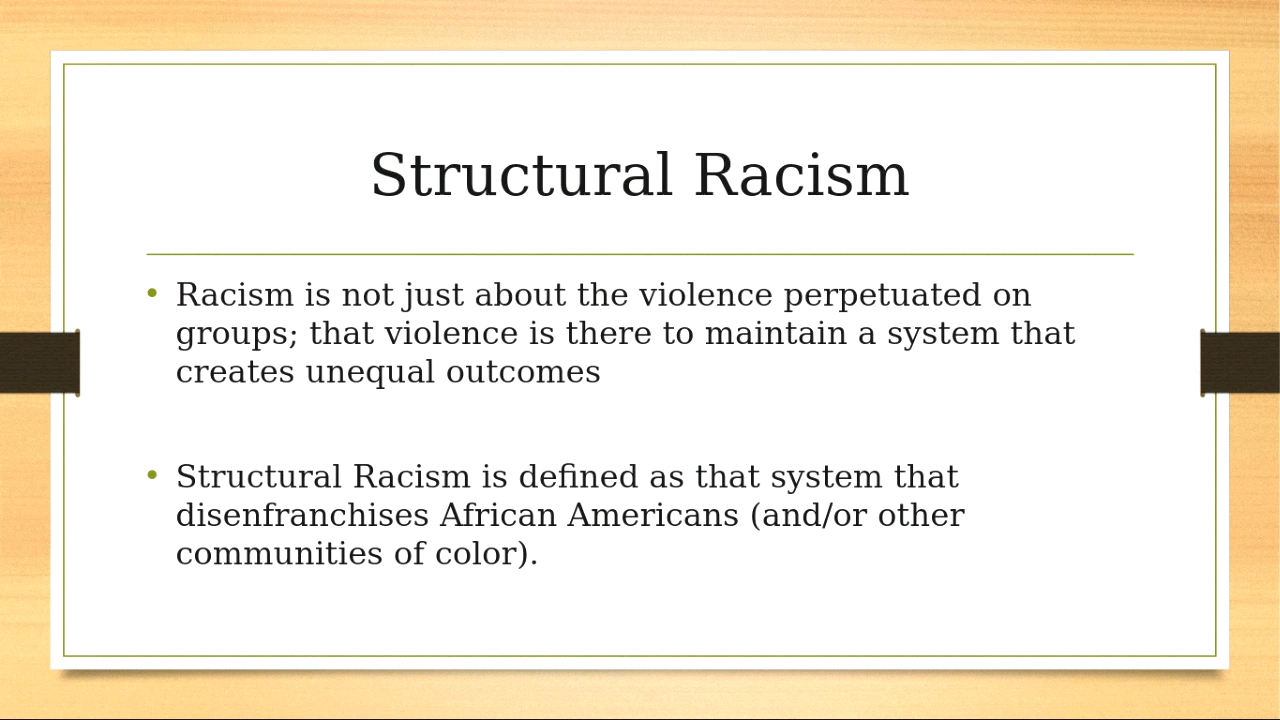 Structural Racism
• Racism is not just about the violence perpetuated on
groups; that violence is there to maintain a system that
creates unequal outcomes
• Structural Racism is defined as that system that
disenfranchises African Americans (and/or other
communities of color).